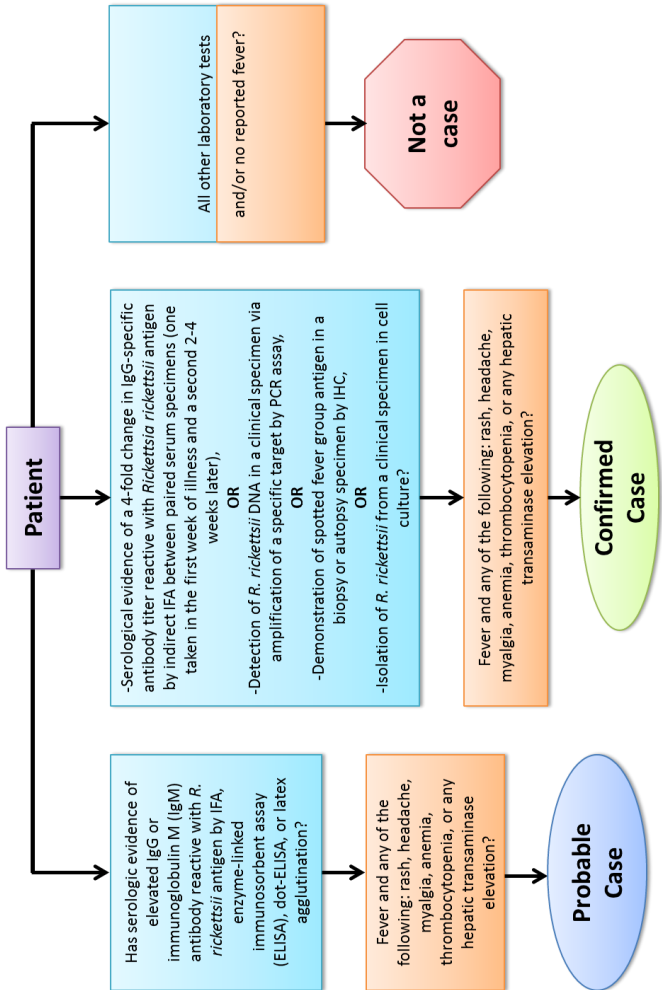 Patient
Has serologic evidence of
elevated IgG or
immunoglobulin M (IgM)
antibody reactive with R.
rickettsii antigen by IFA,
enzyme-linked
immunosorbent assay
(ELISA), dot-ELISA, or latex
agglutination?
Fever and any of the
following: rash, headache,
myalgia, anemia,
thrombocytopenia, or any
hepatic transaminase
elevation?
Probable
Case
-Serological evidence of a 4-fold change in IgG-specific
antibody titer reactive with Rickettsia rickettsii antigen
by indirect IFA between paired serum specimens (one
taken in the first week of illness and a second 2-4
weeks later),
OR
-Detection of R. rickettsii DNA in a clinical specimen via
amplification of a specific target by PCR assay,
OR
-Demonstration of spotted fever group antigen in a
biopsy or autopsy specimen by IHC,
OR
-Isolation of R. rickettsii from a clinical specimen in cell
culture?
Fever and any of the following: rash, headache,
myalgia, anemia, thrombocytopenia, or any hepatic
transaminase elevation?
Confirmed
Case
All other laboratory tests
and/or no reported fever?
Not a
case